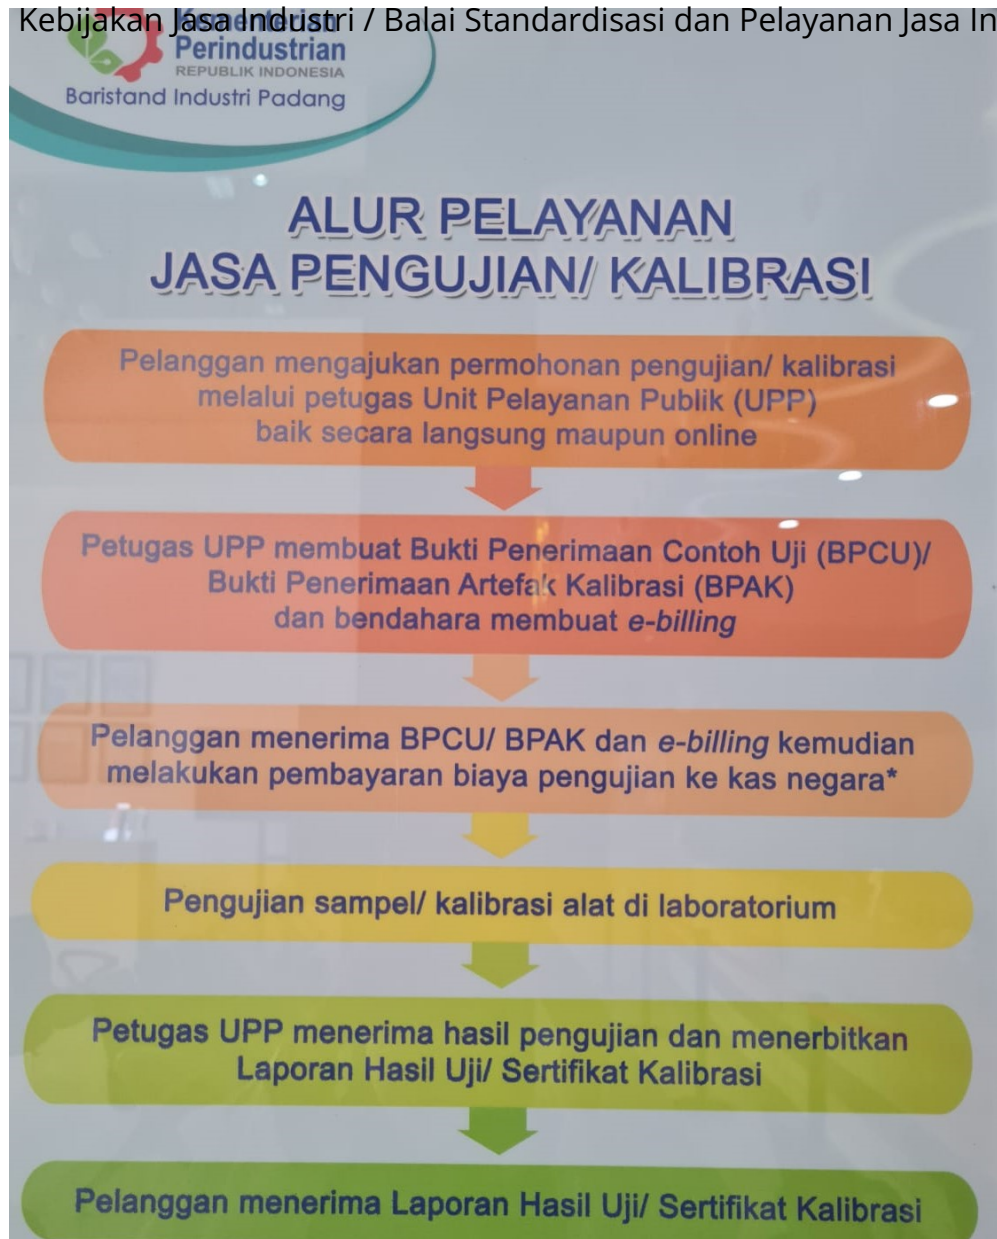 Kebijakan Jasa Industri / Balai Standardisasi dan Pelayanan Jasa In
Kementerian
Perindustrian
REPUBLIK INDONESIA
Baristand Industri Padang
ALUR PELAYANAN
JASA PENGUJIAN/ KALIBRASI
Pelanggan mengajukan permohonan pengujian/ kalibrasi
melalui petugas Unit Pelayanan Publik (UPP)
baik secara langsung maupun online
Petugas UPP membuat Bukti Penerimaan Contoh Uji (BPCU)/
Bukti Penerimaan Artefak Kalibrasi (BPAK)
dan bendahara membuat e-billing
Pelanggan menerima BPCU/ BPAK dan e-billing kemudian
melakukan pembayaran biaya pengujian ke kas negara*
Pengujian sampel/ kalibrasi alat di laboratorium
Petugas UPP menerima hasil pengujian dan menerbitkan
Laporan Hasil Uji/ Sertifikat Kalibrasi
Pelanggan menerima Laporan Hasil Uji/ Sertifikat Kalibrasi